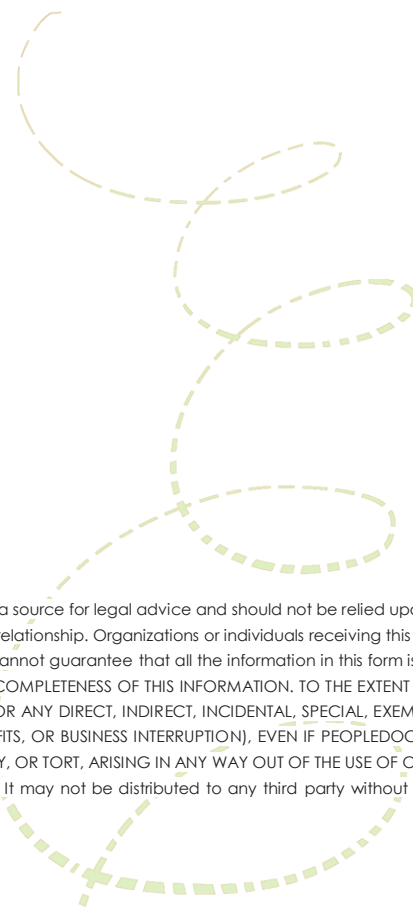 a source for legal advice and should not be relied upo
elationship. Organizations or individuals receiving this
annot guarantee that all the information in this form is
COMPLETENESS OF THIS INFORMATION. TO THE EXTENT
OR ANY DIRECT, INDIRECT, INCIDENTAL, SPECIAL, EXEM
FITS, OR BUSINESS INTERRUPTION), EVEN IF PEOPLEDOC
Y, OR TORT, ARISING IN ANY WAY OUT OF THE USE OF O
It may not be distributed to any third party without